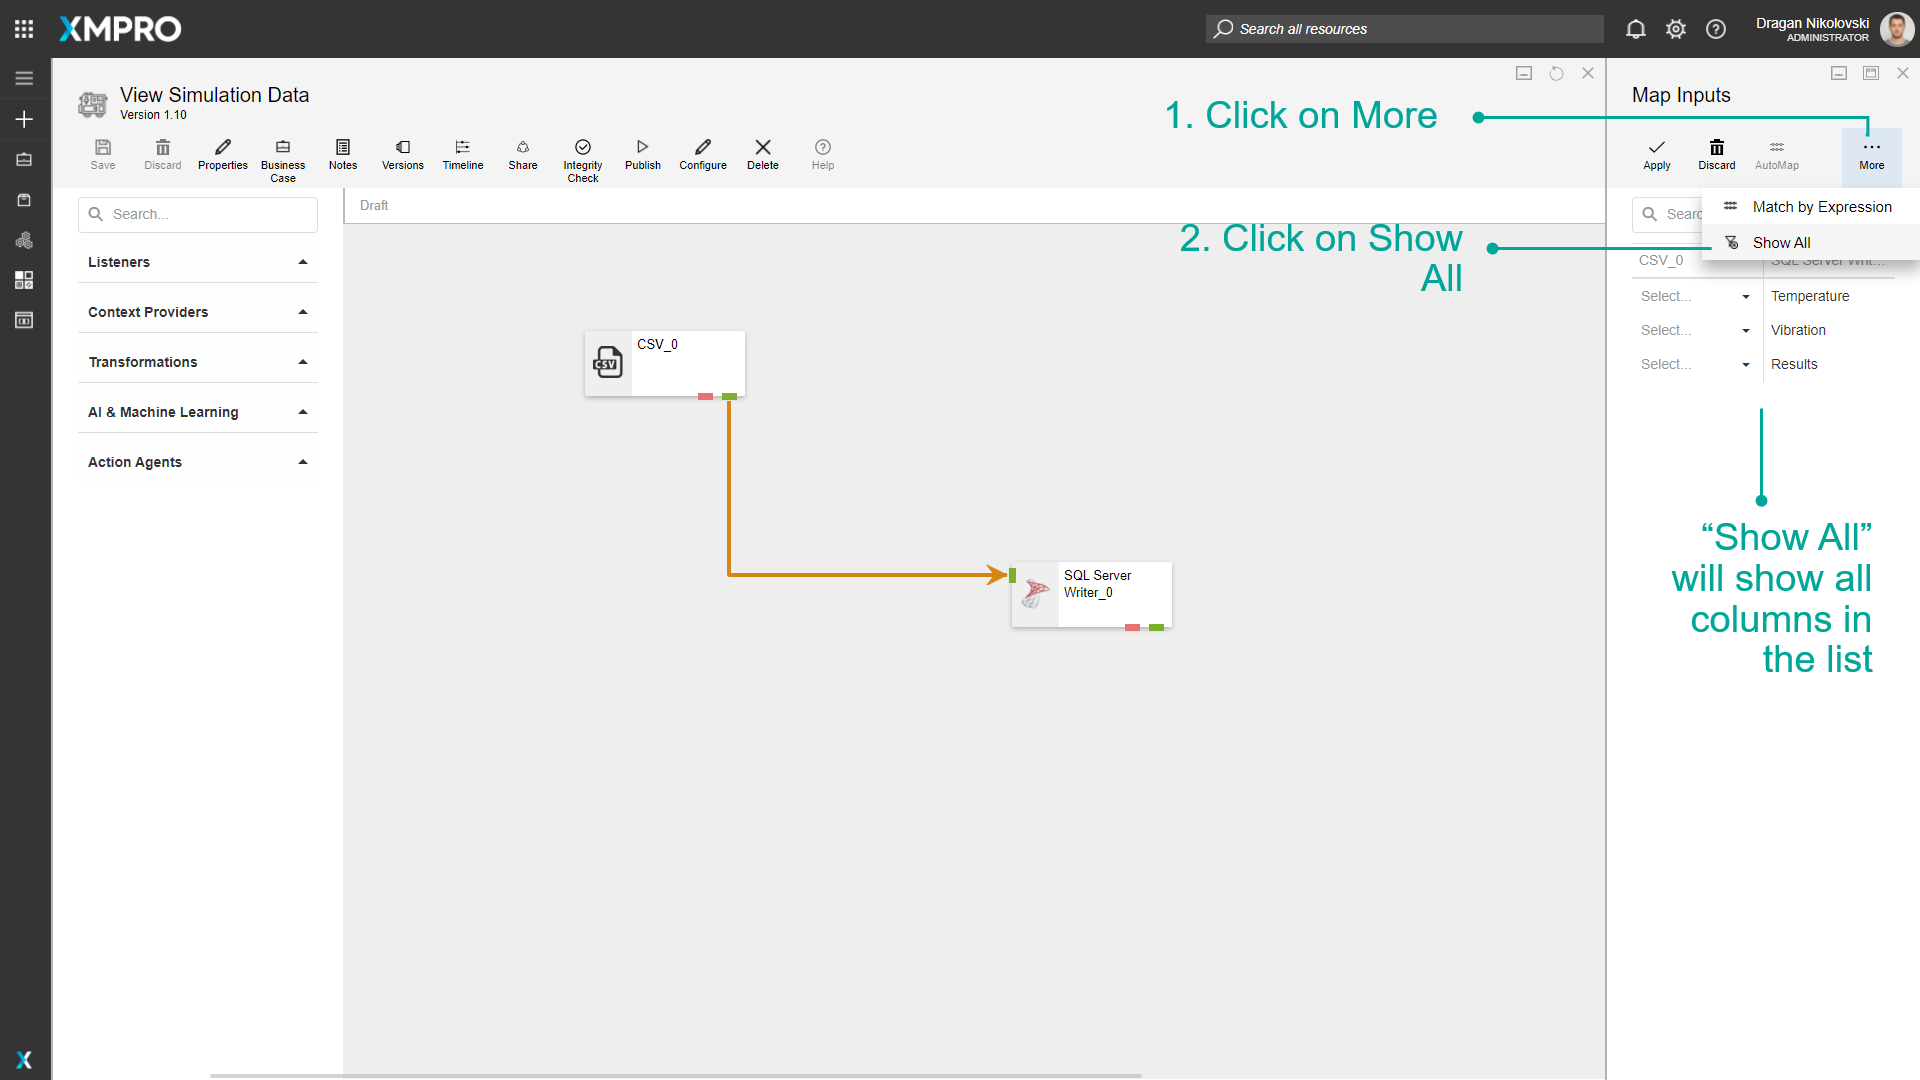 XMPRO
Search all resources
Dragan Nikolovski
ADMINISTRATOR
View Simulation Data
Version 1.10
Save
Discard
Properties
Business
Case
Notes
Versions
Timeline
Share
Integrity
Check
Publish
Configure
Delete
Help
1. Click on More
Map Inputs
Apply
Discard
AutoMap
More
Search...
Draft
Listeners
Context Providers
Transformations
AI & Machine Learning
Action Agents
2. Click on Show
All
CSV
CSV_0
SQL Server
Writer_0
Searc
Match by Expression
Show All
CSV_0
SQL Server Writ...
Select...
Temperature
Select...
Vibration
Select...
Results
“Show All”
will show all
columns in
the list